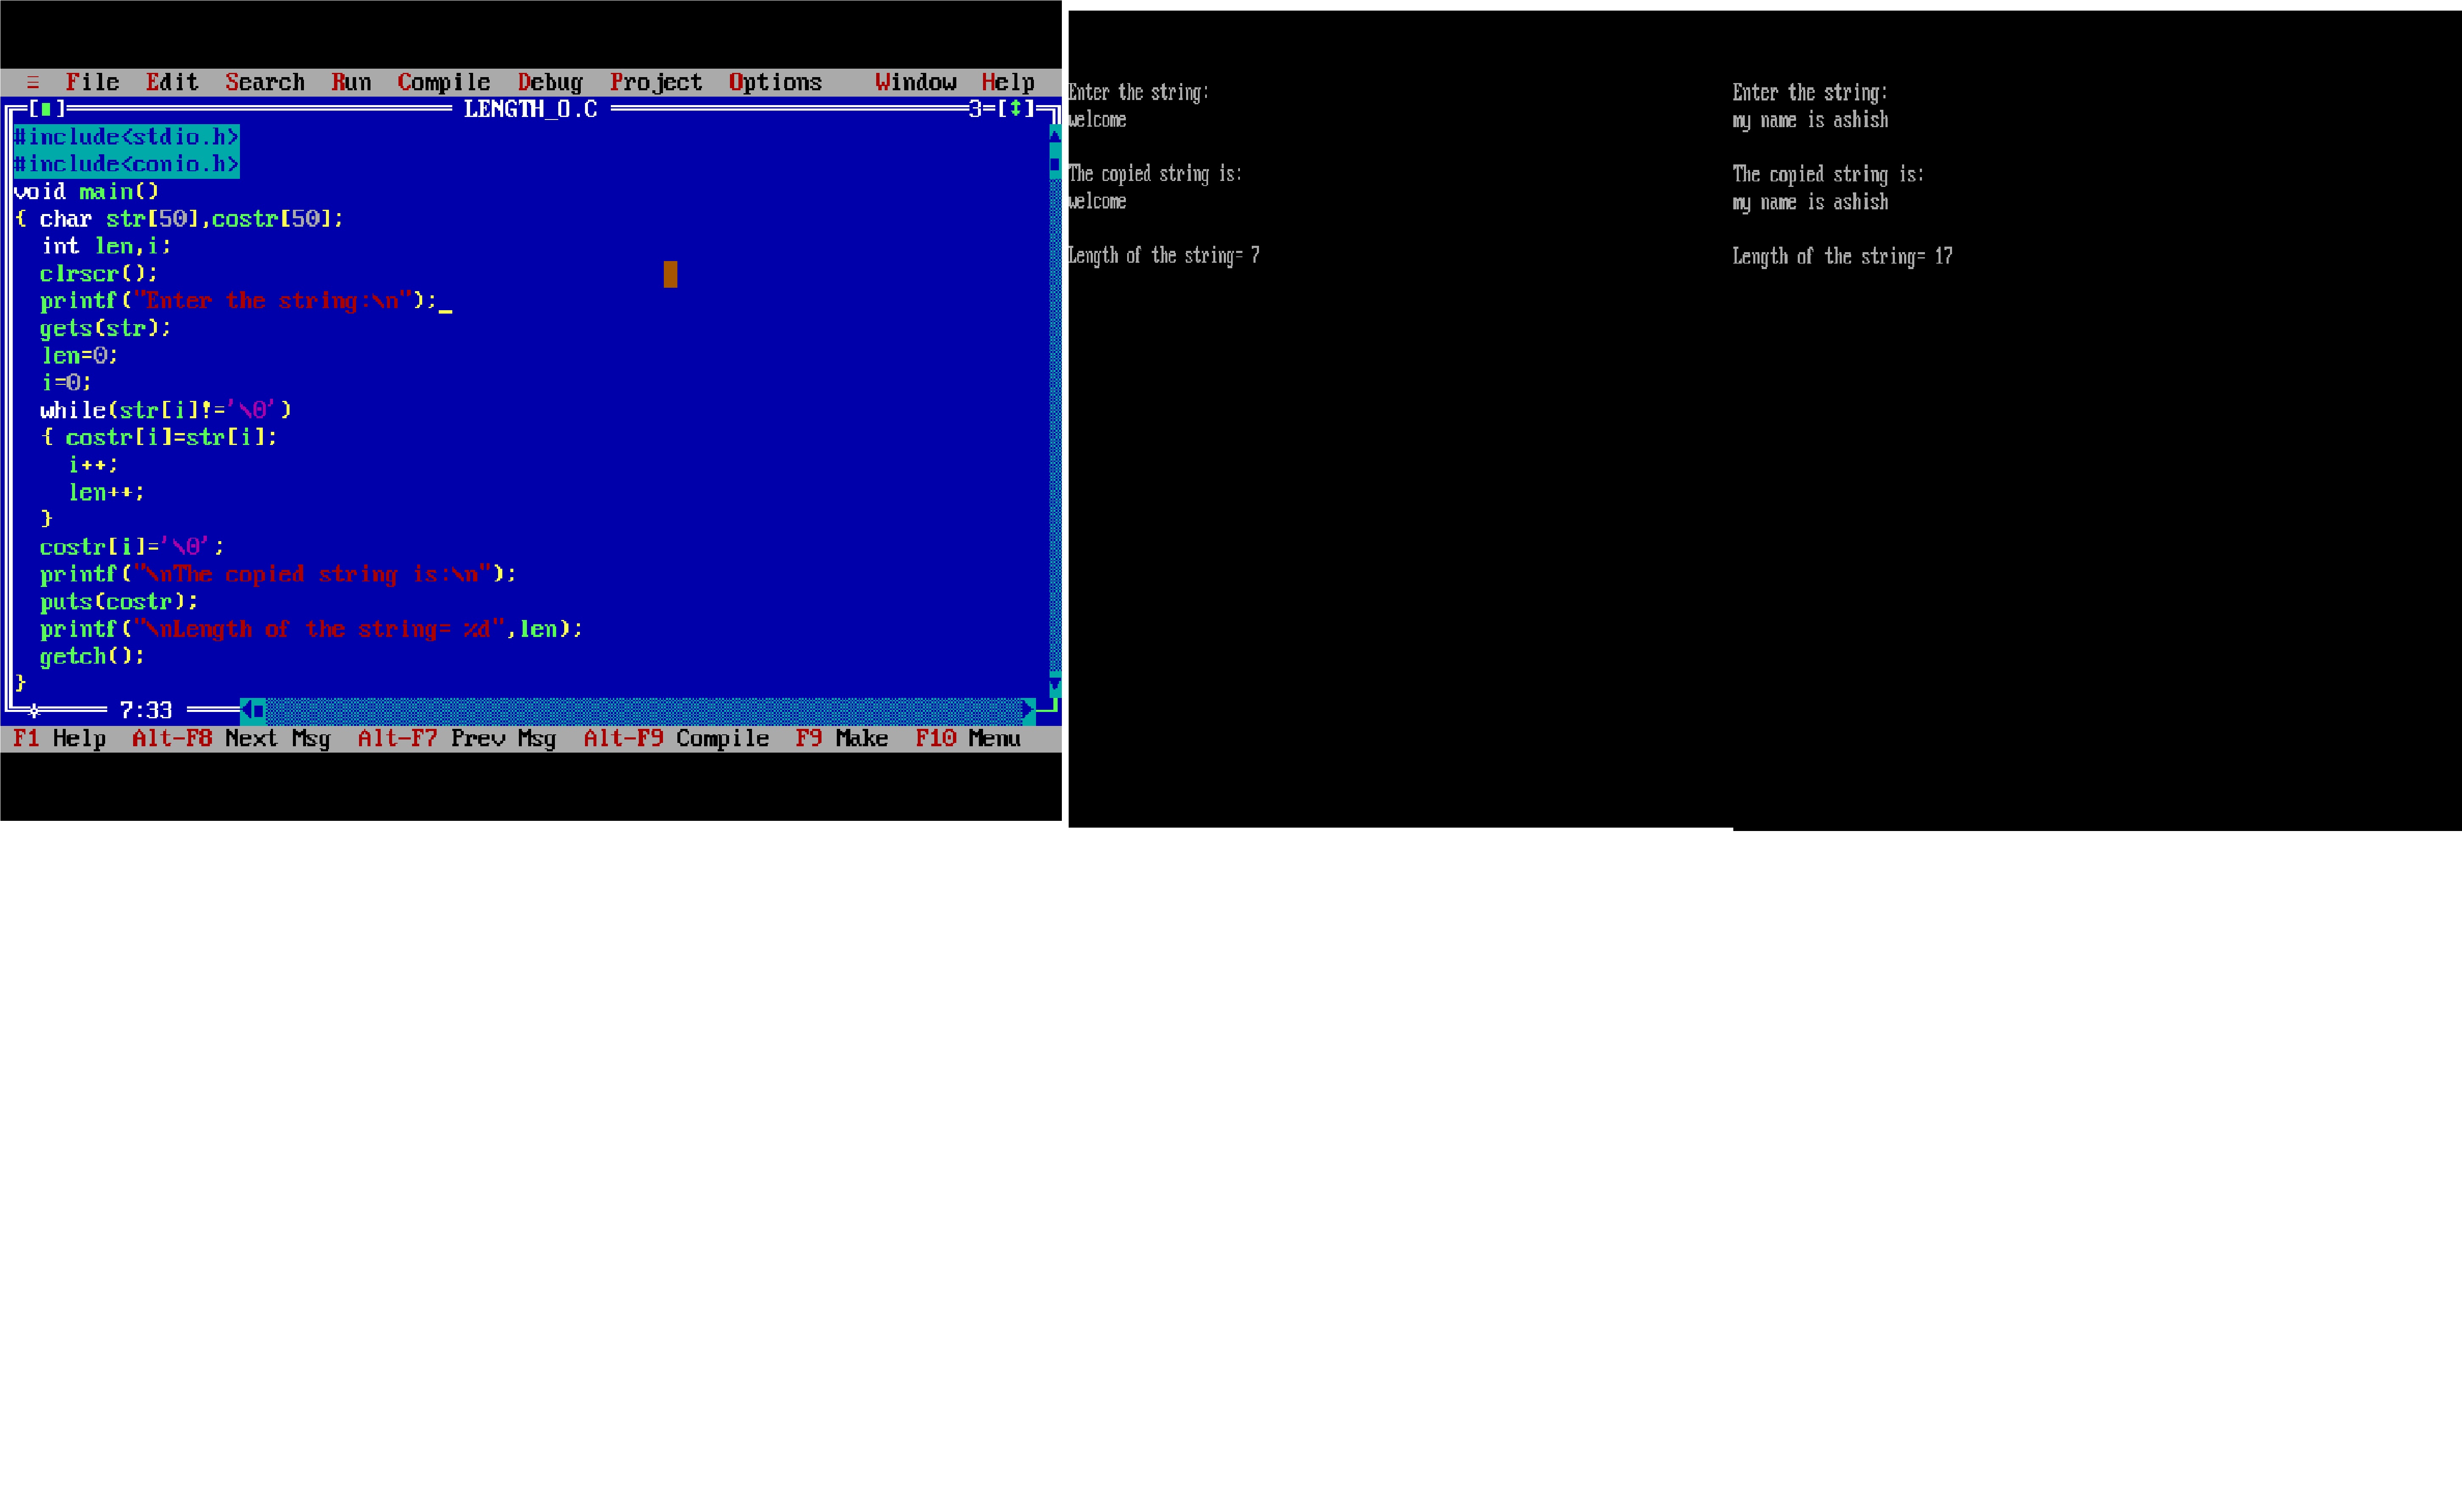 ≡ File Edit Search Run Compile Debug Project Options Window Help
[■] LENGTH_O.C 3=[↕]
#include<stdio.h>
#include<conio.h>
void main()
{ char str[50],costr[50];
int len,i;
clrscr();
printf("Enter the string:\n");
gets(str);
len=0;
i=0;
while(str[i]!='\0')
{ costr[i]=str[i];
i++;
len++;
}
costr[i]='\0';
printf("\nThe copied string is:\n");
puts(costr);
printf("\nLength of the string= %d",len);
getch();
}
7:33
F1 Help Alt-F8 Next Msg Alt-F7 Prev Msg Alt-F9 Compile F9 Make F10 Menu
Enter the string:
welcome
The copied string is:
welcome
Length of the string= 7
Enter the string:
my name is ashish
The copied string is:
my name is ashish
Length of the string= 17